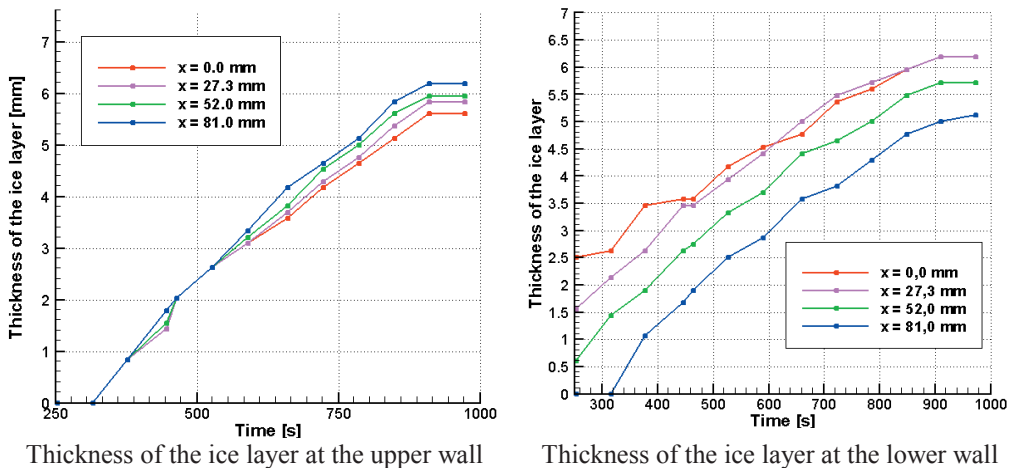 Thickness of the ice layer [mm]
7
6
5
4
3
2
1
0
250
500
750
1000
Time [s]
x = 0.0 mm
x = 27.3 mm
x = 52.0 mm
x = 81.0 mm
Thickness of the ice layer at the upper wall
Thickness of the ice layer
7
6.5
6
5.5
5
4.5
4
3.5
3
2.5
2
1.5
1
0.5
0
300
400
500
600
700
800
900
1000
Time [s]
x = 0,0 mm
x = 27,3 mm
x = 52,0 mm
x = 81,0 mm
Thickness of the ice layer at the lower wall